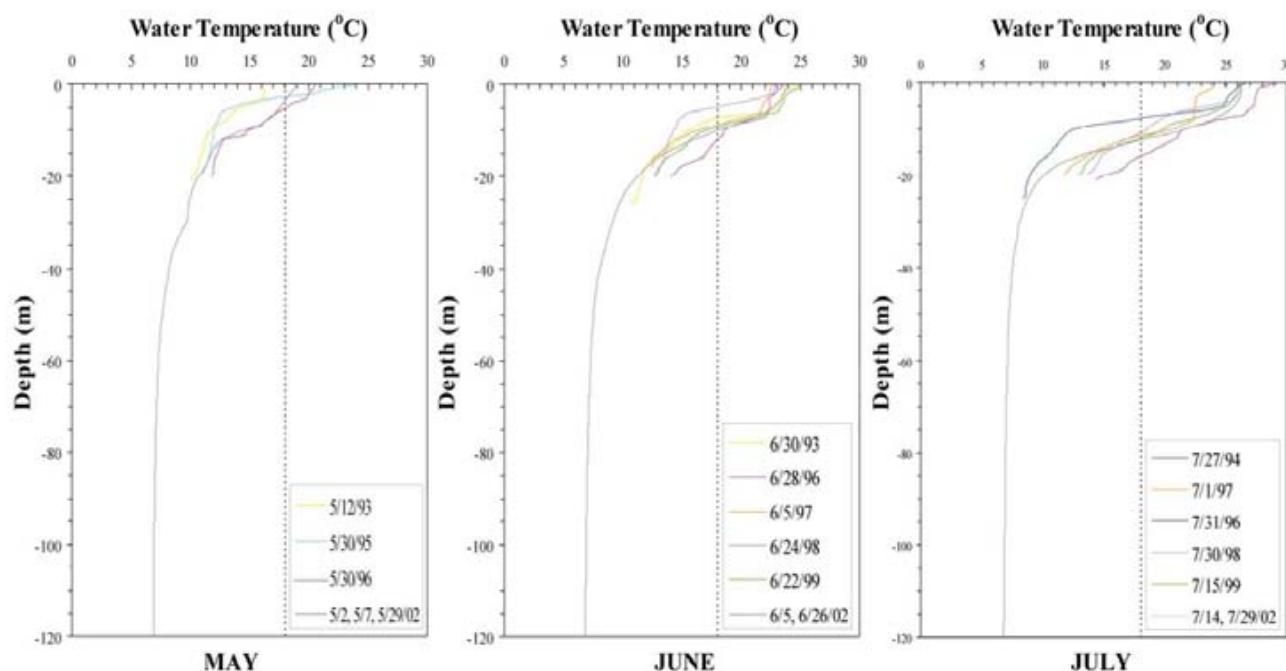 Water Temperature (°C)
0 5 10 15 20 25 30
0
-20
-40
-60
-80
-100
-120
Depth (m)
5/12/93
5/30/95
5/30/96
5/2, 5/7, 5/29/02
MAY
Water Temperature (°C)
0 5 10 15 20 25 30
0
-20
-40
-60
-80
-100
-120
Depth (m)
6/30/93
6/28/96
6/5/97
6/24/98
6/22/99
6/5, 6/26/02
JUNE
Water Temperature (°C)
0 5 10 15 20 25 30
0
-20
-40
-60
-80
-100
-120
Depth (m)
7/27/94
7/1/97
7/31/96
7/30/98
7/15/99
7/14, 7/29/02
JULY